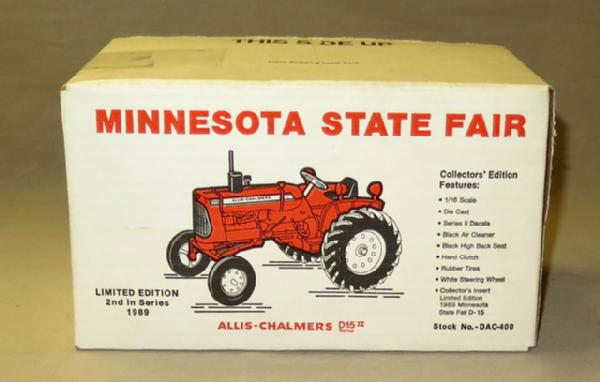 THIS S DE UP
MINNESOTA STATE FAIR
ALLIS-CHALMERS
Collectors' Edition
Features:
• 1/16 Scale
• Die Cast
• Series II Decals
• Black Air Cleaner
• Black High Back Seat
• Hand Clutch
• Rubber Tires
• White Steering Wheel
• Collector's Insert
Limited Edition
1989 Minnesota
State Fair D-15
Stock No.-DAC-400
LIMITED EDITION
2nd In Series
1989
ALLIS-CHALMERS D15 II